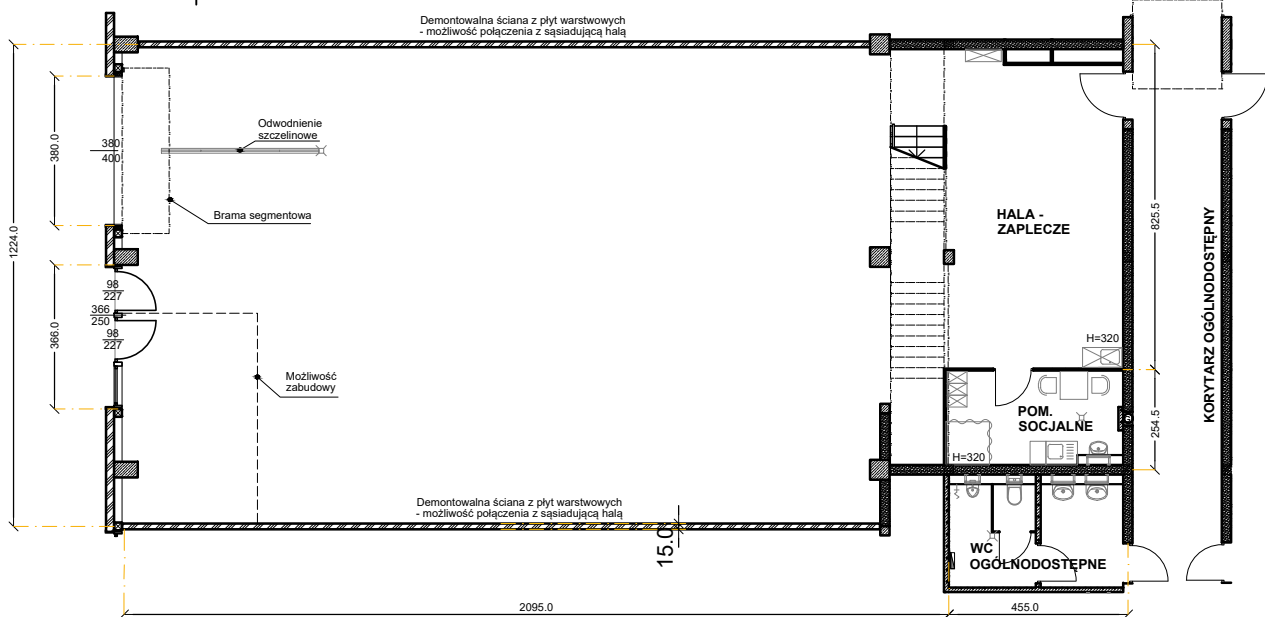 Demontowalna ściana z płyt warstwowych
- możliwość połączenia z sąsiadującą halą
Odwodnienie
szczelinowe
380
400
380.0
1224.0
Brama segmentowa
HALA -
ZAPLECZE
825.5
KORYTARZ OGÓLNODOSTĘPNY
98
227
366
250
98
227
366.0
Możliwość
zabudowy
H=320
POM.
SOCJALNE
254.5
H=320
Demontowalna ściana z płyt warstwowych
- możliwość połączenia z sąsiadującą halą
15.0
WC
OGÓLNODOSTĘPNE
2095.0
455.0